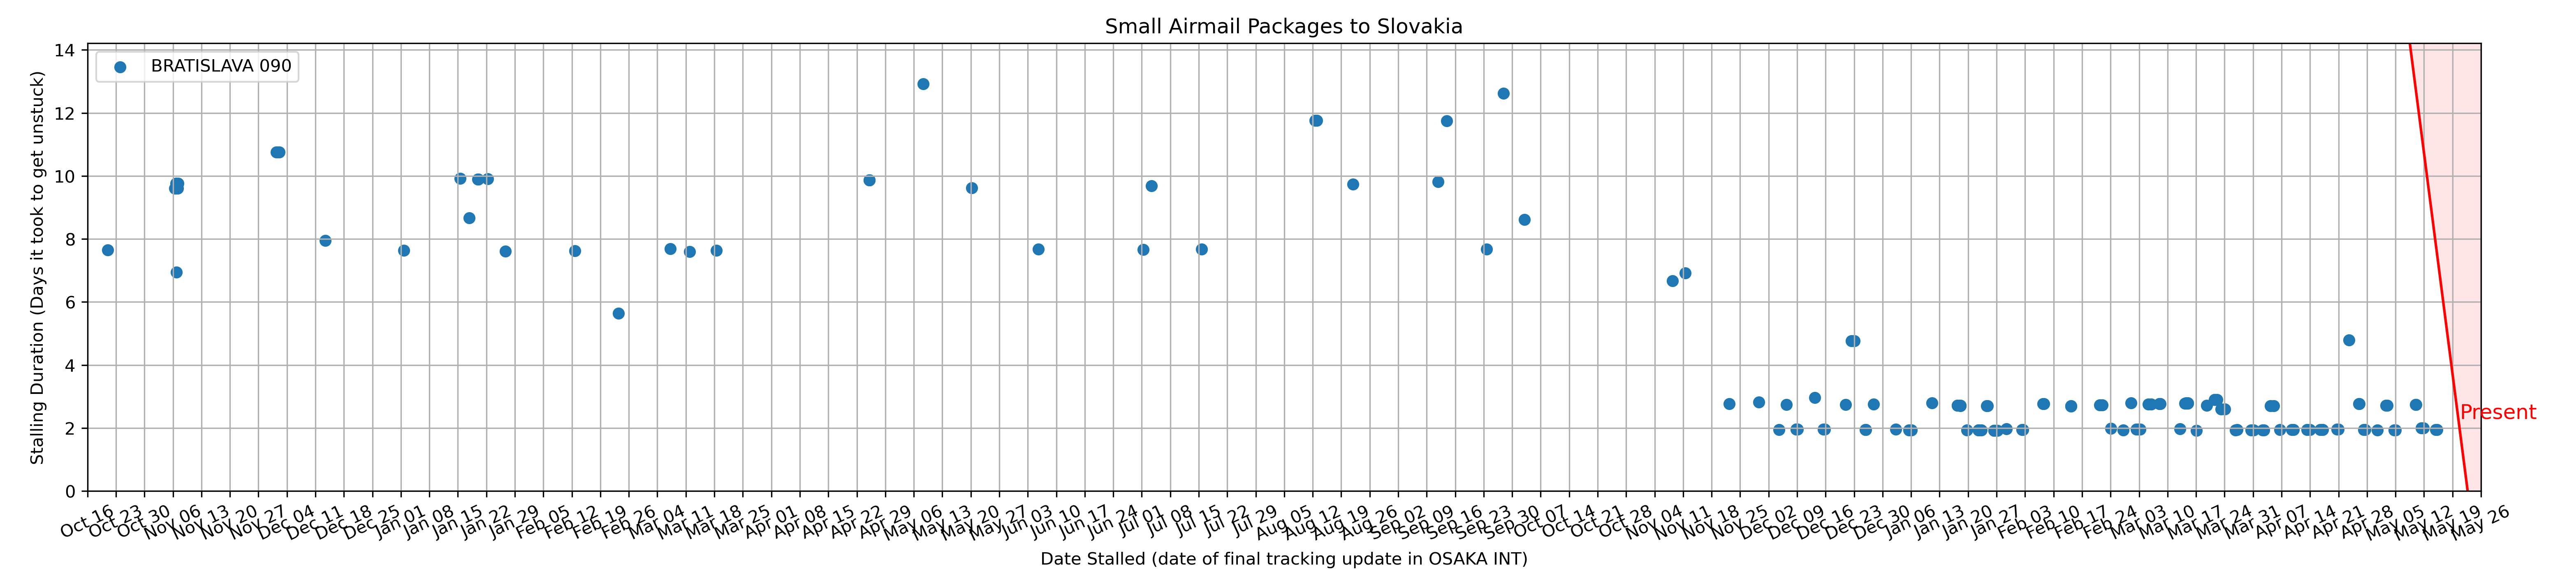 Small Airmail Packages to Slovakia
BRATISLAVA 090
Stalling Duration (Days it took to get unstuck)
14
12
10
8
6
4
2
0
Present
Oct 16
Oct 23
Oct 30
Nov 06
Nov 13
Nov 20
Nov 27
Dec 04
Dec 11
Dec 18
Dec 25
Jan 01
Jan 08
Jan 15
Jan 22
Jan 29
Feb 05
Feb 12
Feb 19
Feb 26
Mar 04
Mar 11
Mar 18
Mar 25
Apr 01
Apr 08
Apr 15
Apr 22
Apr 29
May 06
May 13
May 20
May 27
Jun 03
Jun 10
Jun 17
Jun 24
Jul 01
Jul 08
Jul 15
Jul 22
Jul 29
Aug 05
Aug 12
Aug 19
Aug 26
Sep 02
Sep 09
Sep 16
Sep 23
Sep 30
Oct 07
Oct 14
Oct 21
Oct 28
Nov 04
Nov 11
Nov 18
Nov 25
Dec 02
Dec 09
Dec 16
Dec 23
Dec 30
Jan 06
Jan 13
Jan 20
Jan 27
Feb 03
Feb 10
Feb 17
Feb 24
Mar 03
Mar 10
Mar 17
Mar 24
Mar 31
Apr 07
Apr 14
Apr 21
Apr 28
May 05
May 12
May 19
May 26
Date Stalled (date of final tracking update in OSAKA INT)